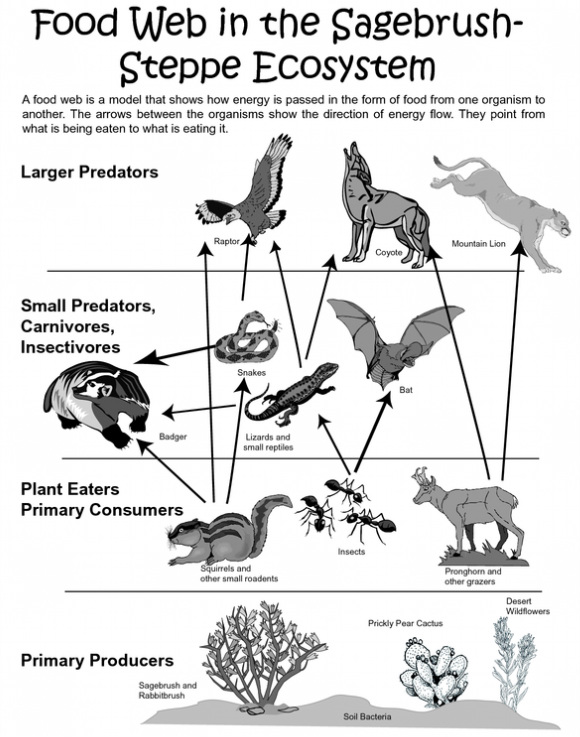 Food Web in the Sagebrush-
Steppe Ecosystem
A food web is a model that shows how energy is passed in the form of food from one organism to
another. The arrows between the organisms show the direction of energy flow. They point from
what is being eaten to what is eating it.
Larger Predators
Raptor
Coyote
Mountain Lion
Small Predators,
Carnivores,
Insectivores
Snakes
Bat
Badger
Lizards and
small reptiles
Plant Eaters
Primary Consumers
Squirrels and
other small roadents
Insects
Pronghorn and
other grazers
Desert
Wildflowers
Prickly Pear Cactus
Primary Producers
Sagebrush and
Rabbitbrush
Soil Bacteria